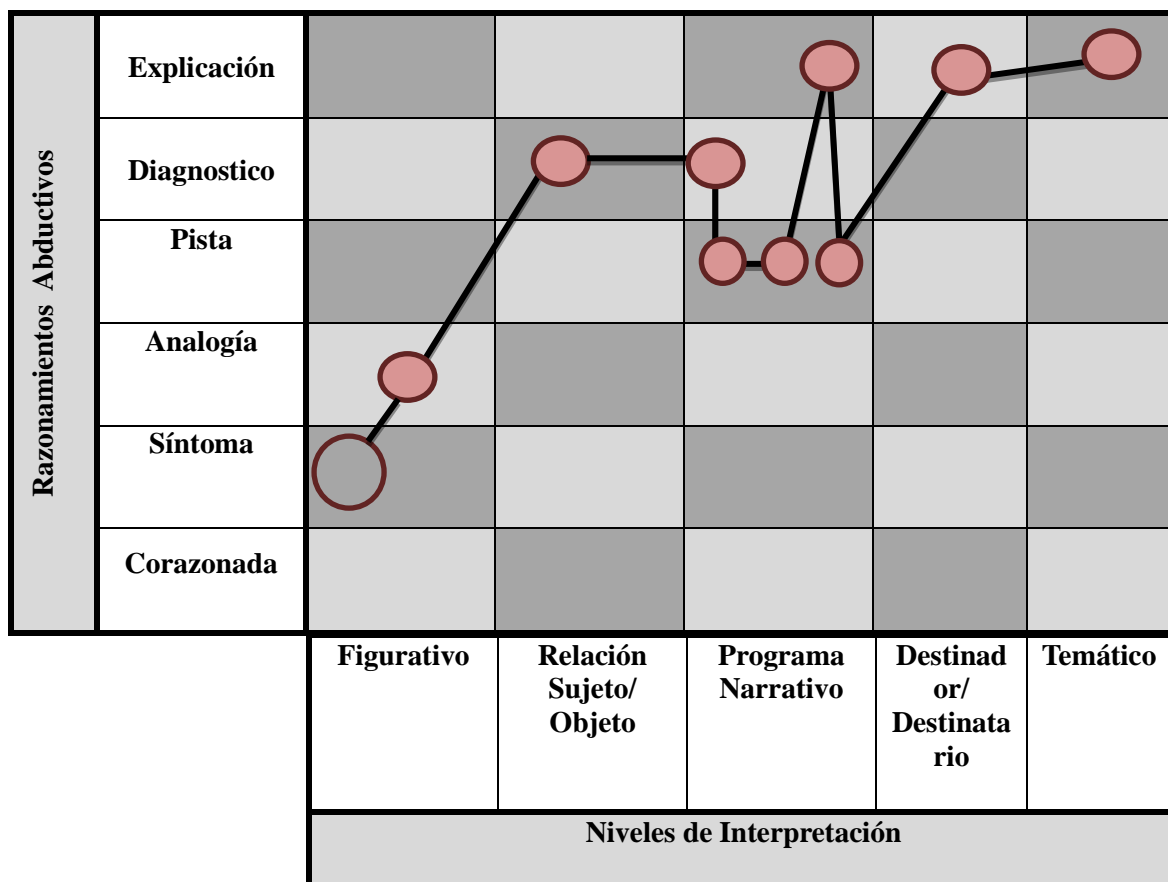 Razonamientos Abductivos
Explicación
Diagnostico
Pista
Analogía
Síntoma
Corazonada
Figurativo
Relación
Sujeto/
Objeto
Programa
Narrativo
Destinad
or/
Destinata
rio
Temático
Niveles de Interpretación